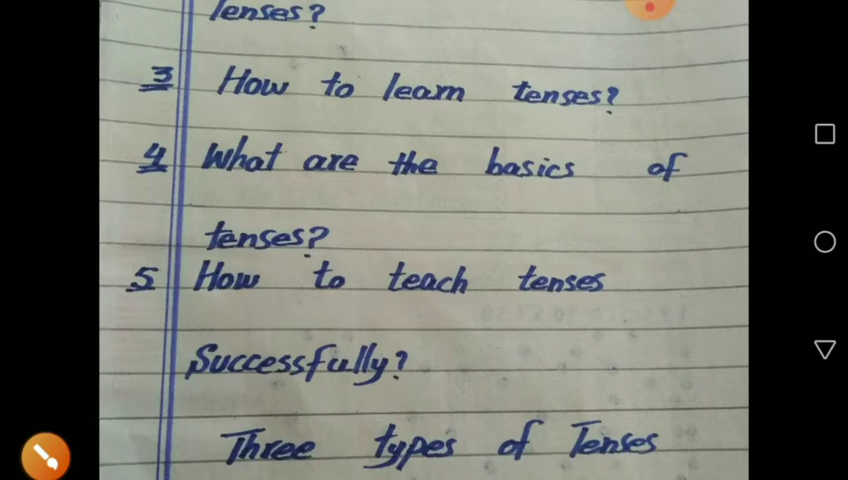 Tenses?
3 How to learn tenses?
4 What are the basics of
tenses?
5 How to teach tenses
Successfully?
Three types of Tenses